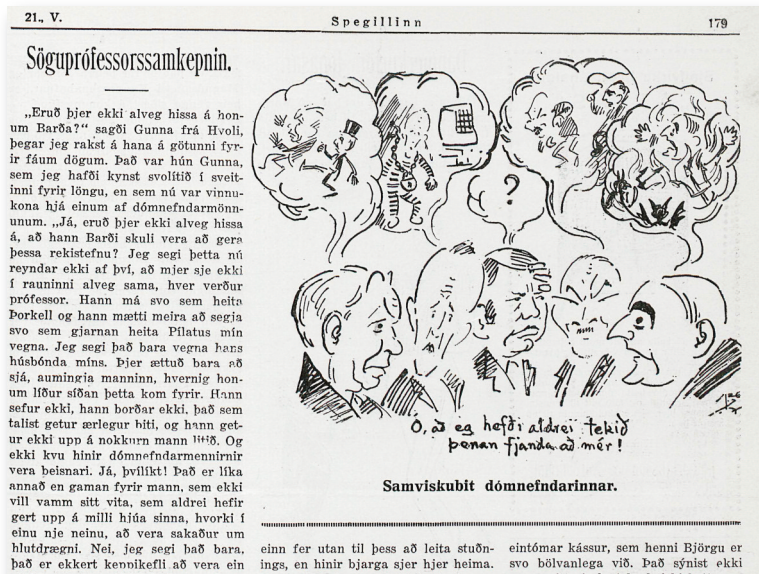 21., V.
Spegillinn
179
Söguprófessorssamkepnin.
„Eruð þjer ekki alveg hissa á hon-
um Barða?“ sagði Gunna frá Hvoli,
þegar jeg rakst á hana á götunni fyr-
ir fáum dögum. Það var hún Gunna,
sem jeg hafði kynst svolítið í sveit-
inni fyrir löngu, en sem nú var vinnu-
kona hjá einum af dómnefndarmönn-
unum. „Já, eruð þjer ekki alveg hissa
á, að hann Barði skuli vera að gera
þessa rekistefnu? Jeg segi þetta nú
reyndar ekki af því, að mjer sje ekki
í rauninni alveg sama, hver verður
prófessor. Hann má svo sem heita
Þorkell og hann mætti meira að segja
svo sem gjarnan heita Pílatus mín
vegna. Jeg segi það bara vegna hans
húsbónda míns. Þjer ættuð bara að
sjá, aumingja manninn, hvernig hon-
um líður síðan þetta kom fyrir. Hann
sefur ekki, hann borðar ekki, það sem
talist getur ærlegur biti, og hann get-
ur ekki upp á nokkurn mann litið. Og
ekki kvu hinir dómnefndarmennirnir
vera beisnari. Já, þvílíkt! Það er líka
annað en gaman fyrir mann, sem ekki
vill vamm sitt vita, sem aldrei hefir
gert upp á milli hjúa sinna, hvorki í
einu nje neinu, að vera sakaður um
hlutdrægni. Nei, jeg segi það bara,
það er ekkert keppikefli að vera ein
?
Ó, að eg hefði aldrei tekið
þenan fjanda að mér!
Samviskubit dómnefndarinnar.
einn fer utan til þess að leita stuðn-
ings, en hinir bjarga sjer hjer heima.
eintómar kássur, sem henni Björgu er
svo bölvanlega við. Það sýnist ekki